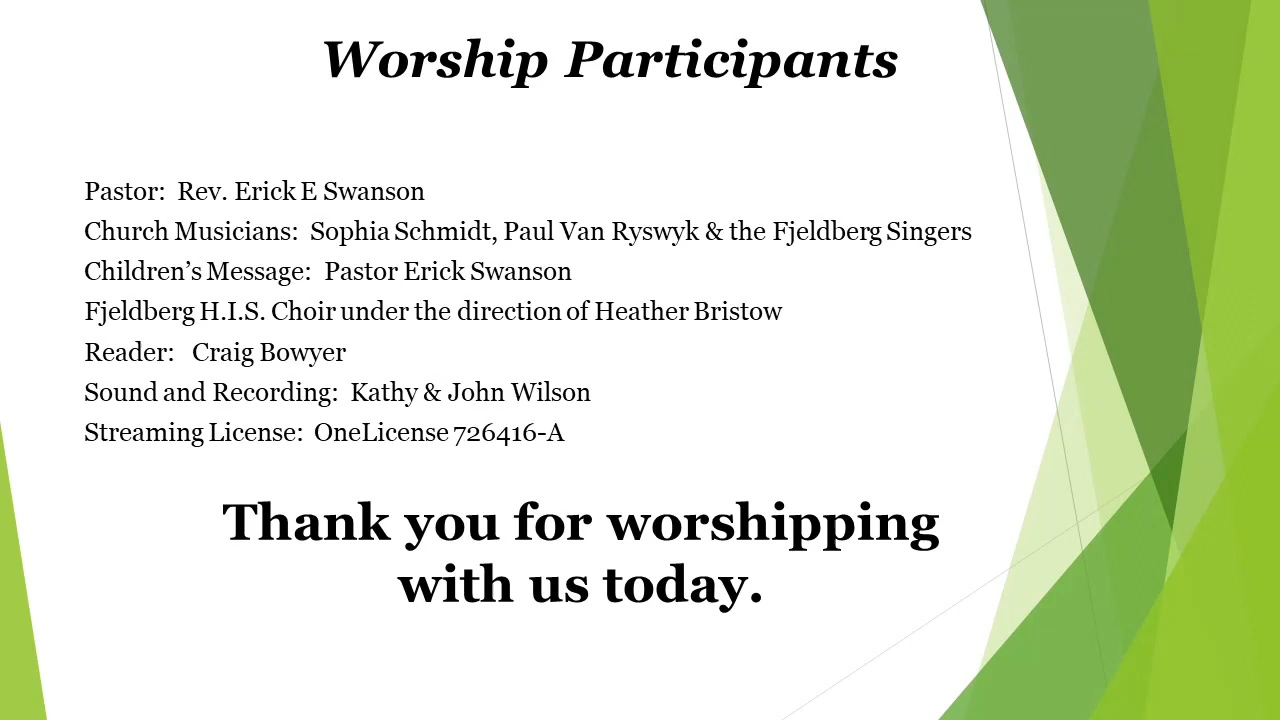 Worship Participants
Pastor:  Rev. Erick E Swanson
Church Musicians:  Sophia Schmidt, Paul Van Ryswyk & the Fjeldberg Singers
Children’s Message:  Pastor Erick Swanson
Fjeldberg H.I.S. Choir under the direction of Heather Bristow
Reader:   Craig Bowyer
Sound and Recording:  Kathy & John Wilson
Streaming License:  OneLicense 726416-A
Thank you for worshipping
with us today.